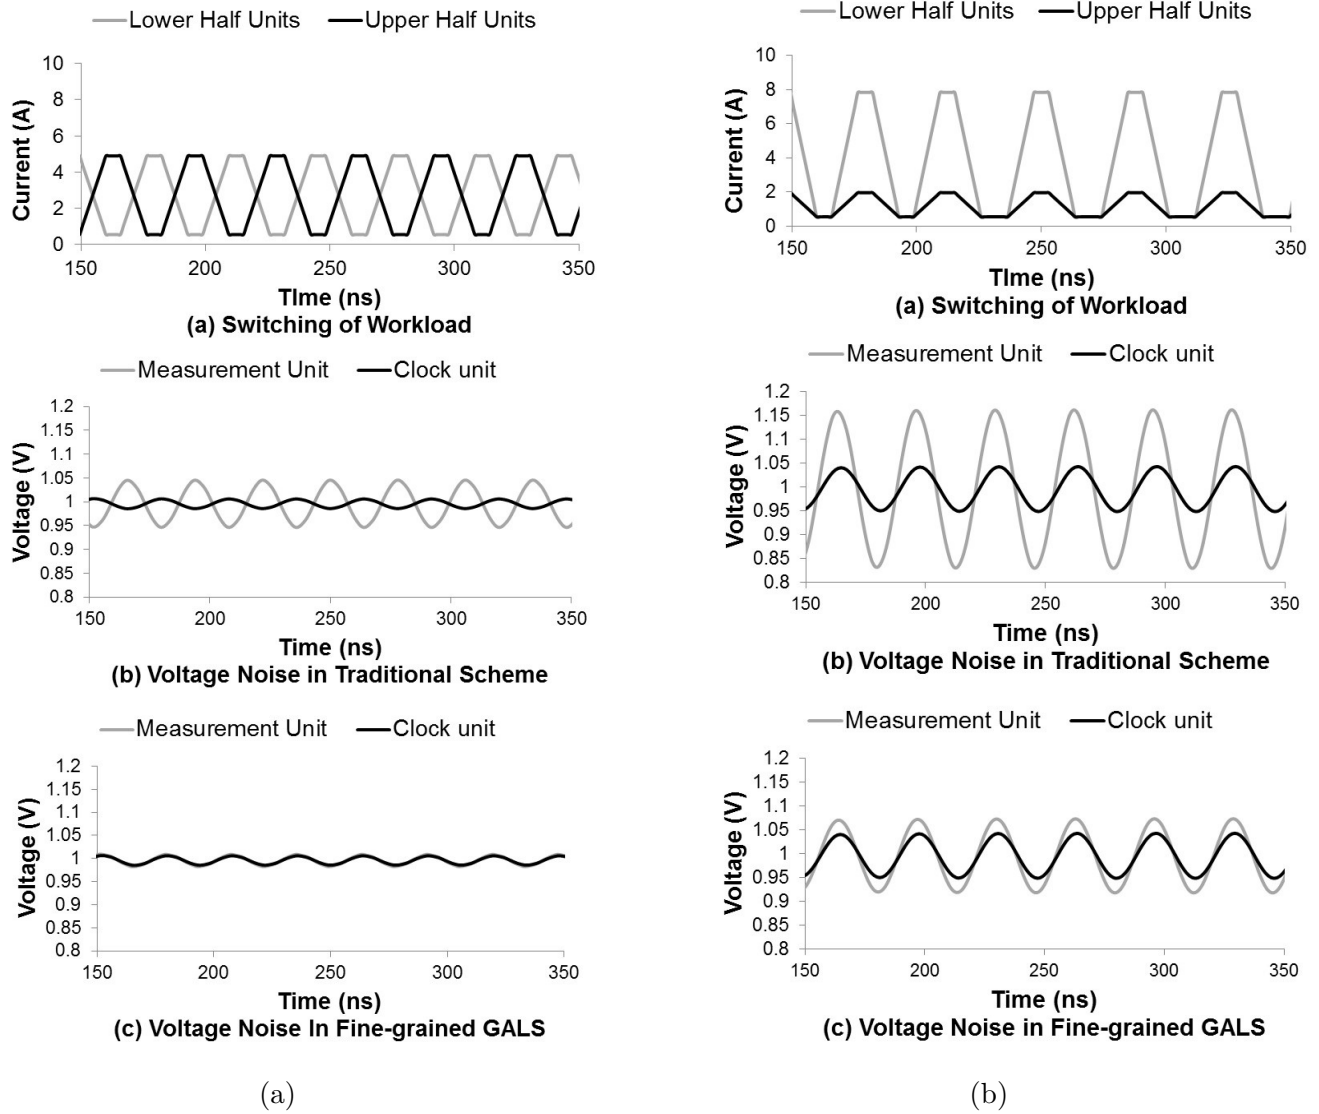 Lower Half Units Upper Half Units
10
8
6
4
2
0
Current (A)
150 200 250 300 350
TIme (ns)
(a) Switching of Workload
Measurement Unit Clock unit
1.2
1.15
1.1
1.05
1
0.95
0.9
0.85
0.8
Voltage (V)
150 200 250 300 350
Time (ns)
(b) Voltage Noise in Traditional Scheme
Measurement Unit Clock unit
1.2
1.15
1.1
1.05
1
0.95
0.9
0.85
0.8
Voltage (V)
150 200 250 300 350
Time (ns)
(c) Voltage Noise In Fine-grained GALS
(a)
Lower Half Units Upper Half Units
10
8
6
4
2
0
Current (A)
150 200 250 300 350
TIme (ns)
(a) Switching of Workload
Measurement Unit Clock unit
1.2
1.15
1.1
1.05
1
0.95
0.9
0.85
0.8
Voltage (V)
150 200 250 300 350
Time (ns)
(b) Voltage Noise in Traditional Scheme
Measurement Unit Clock unit
1.2
1.15
1.1
1.05
1
0.95
0.9
0.85
0.8
Voltage (V)
150 200 250 300 350
Time (ns)
(c) Voltage Noise in Fine-grained GALS
(b)